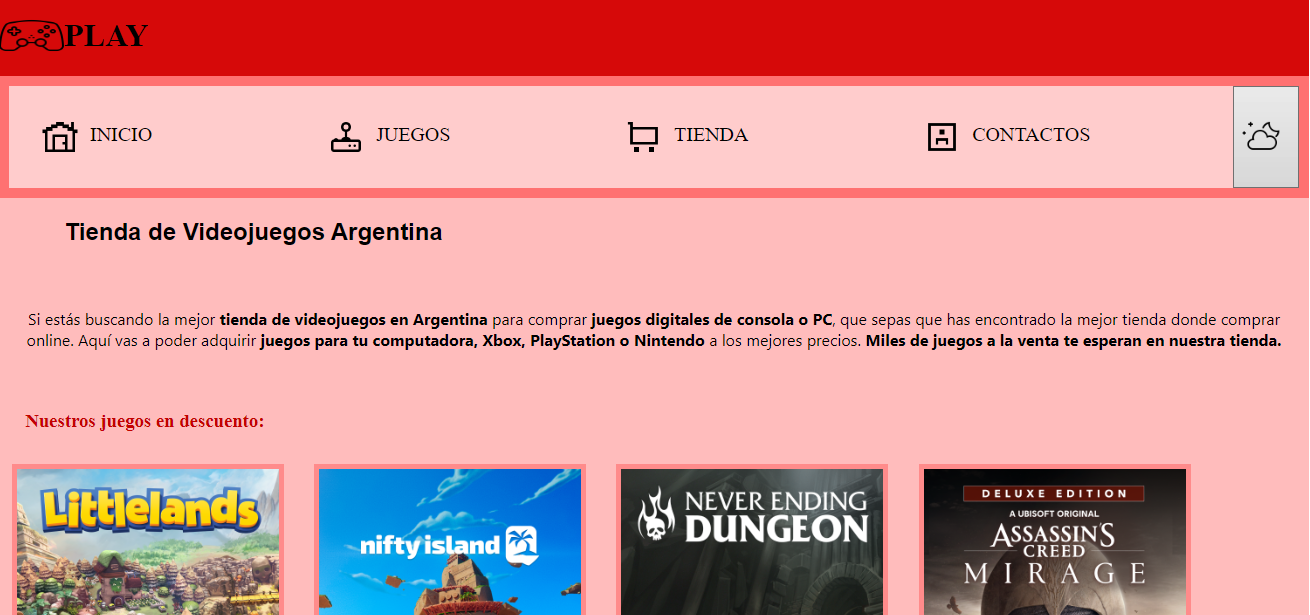 PLAY
INICIO
JUEGOS
TIENDA
CONTACTOS
Tienda de Videojuegos Argentina
Si estás buscando la mejor tienda de videojuegos en Argentina para comprar juegos digitales de consola o PC, que sepas que has encontrado la mejor tienda donde comprar
online. Aquí vas a poder adquirir juegos para tu computadora, Xbox, PlayStation o Nintendo a los mejores precios. Miles de juegos a la venta te esperan en nuestra tienda.
Nuestros juegos en descuento:
Littlelands
nifty island
NEVER ENDING
DUNGEON
DELUXE EDITION
A UBISOFT ORIGINAL
ASSASSIN'S
CREED
MIRAGE